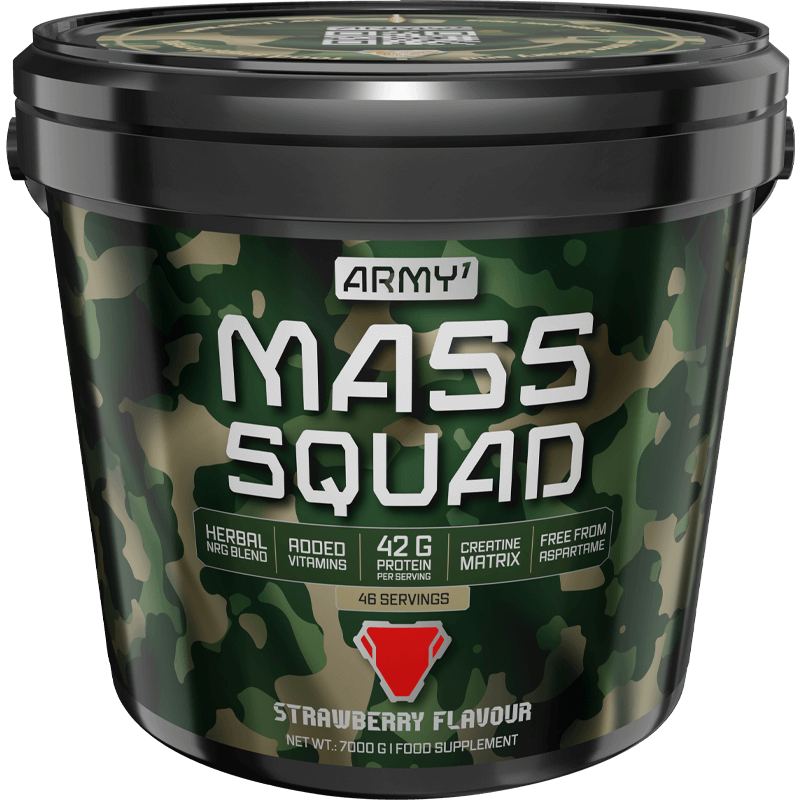 ARMY1
MASS
SQUAD
HERBAL
NRG BLEND
ADDED
VITAMINS
42 G
PROTEIN
PER SERVING
CREATINE
MATRIX
FREE FROM
ASPARTAME
46 SERVINGS
STRAWBERRY FLAVOUR
NET WT.: 7000 G | FOOD SUPPLEMENT